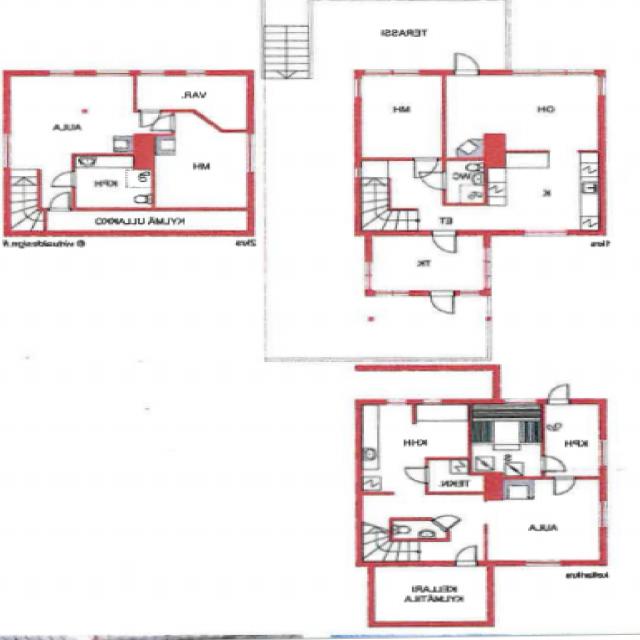 TERASSI
VAR.
AULA
MH
KPH
KYLMÄ ULLAKKO
2krs
© virtuaalidesign.fi
MH
OH
WC
K
ET
1krs
TK
KHH
S
KPH
TEKN.
AULA
kellarikrs
KELLARI
KYLMÄTILA